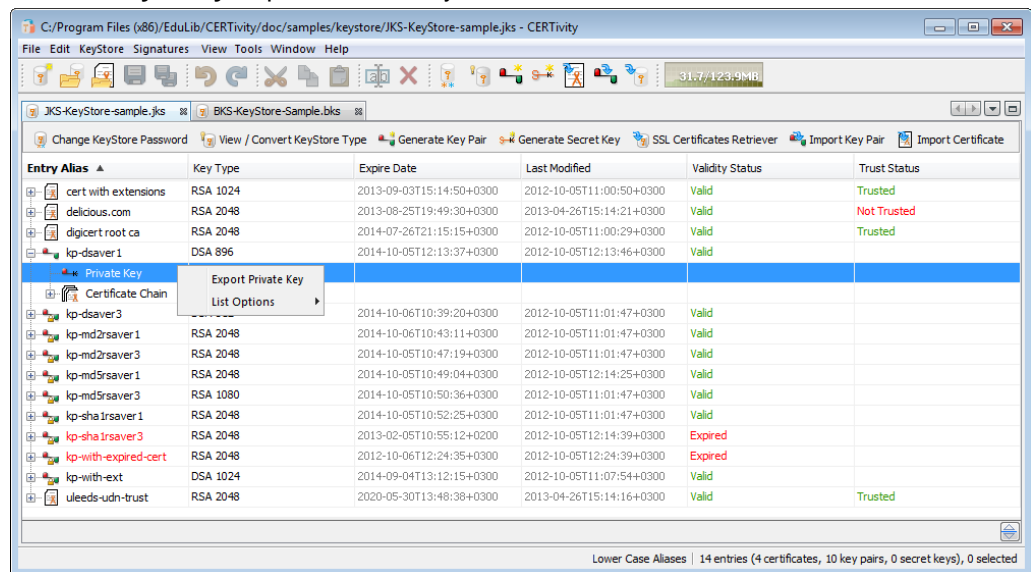 C:/Program Files (x86)/EduLib/CERTivity/doc/samples/keystore/JKS-KeyStore-sample.jks - CERTivity
File Edit KeyStore Signatures View Tools Window Help
31.7/123.9MB
JKS-KeyStore-sample.jks BKS-KeyStore-Sample.bks
Change KeyStore Password View / Convert KeyStore Type Generate Key Pair Generate Secret Key SSL Certificates Retriever Import Key Pair Import Certificate
Entry Alias Key Type Expire Date Last Modified Validity Status Trust Status
cert with extensions RSA 1024 2013-09-03T15:14:50+0300 2012-10-05T11:00:50+0300 Valid Trusted
delicious.com RSA 2048 2013-08-25T19:49:30+0300 2013-04-26T15:14:21+0300 Valid Not Trusted
digicert root ca RSA 2048 2014-07-26T21:15:15+0300 2012-10-05T11:00:29+0300 Valid Trusted
kp-dsaver1 DSA 896 2014-10-05T12:13:37+0300 2012-10-05T12:13:46+0300 Valid
Private Key Export Private Key
Certificate Chain List Options
kp-dsaver3 2014-10-06T10:39:20+0300 2012-10-05T11:01:47+0300 Valid
kp-md2rsaver1 RSA 2048 2014-10-06T10:43:11+0300 2012-10-05T11:01:47+0300 Valid
kp-md2rsaver3 RSA 2048 2014-10-05T10:47:19+0300 2012-10-05T11:01:47+0300 Valid
kp-md5rsaver1 RSA 2048 2014-10-05T10:49:04+0300 2012-10-05T12:14:25+0300 Valid
kp-md5rsaver3 RSA 1080 2014-10-05T10:50:36+0300 2012-10-05T11:01:47+0300 Valid
kp-sha1rsaver1 RSA 2048 2014-10-05T10:52:25+0300 2012-10-05T11:01:47+0300 Valid
kp-sha1rsaver3 RSA 2048 2013-02-05T10:55:12+0200 2012-10-05T12:14:39+0300 Expired
kp-with-expired-cert RSA 2048 2012-10-06T12:24:35+0300 2012-10-05T12:24:39+0300 Expired
kp-with-ext DSA 1024 2014-09-04T13:12:15+0300 2012-10-05T11:07:54+0300 Valid
uleeds-udn-trust RSA 2048 2020-05-30T13:48:38+0300 2013-04-26T15:14:16+0300 Valid Trusted
Lower Case Aliases 14 entries (4 certificates, 10 key pairs, 0 secret keys), 0 selected